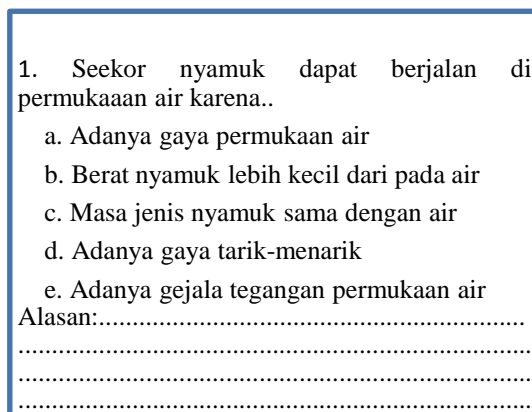 1. Seekor nyamuk dapat berjalan di
permukaaan air karena..
a. Adanya gaya permukaan air
b. Berat nyamuk lebih kecil dari pada air
c. Masa jenis nyamuk sama dengan air
d. Adanya gaya tarik-menarik
e. Adanya gejala tegangan permukaan air
Alasan:................................................................
.............................................................................
.............................................................................
.............................................................................